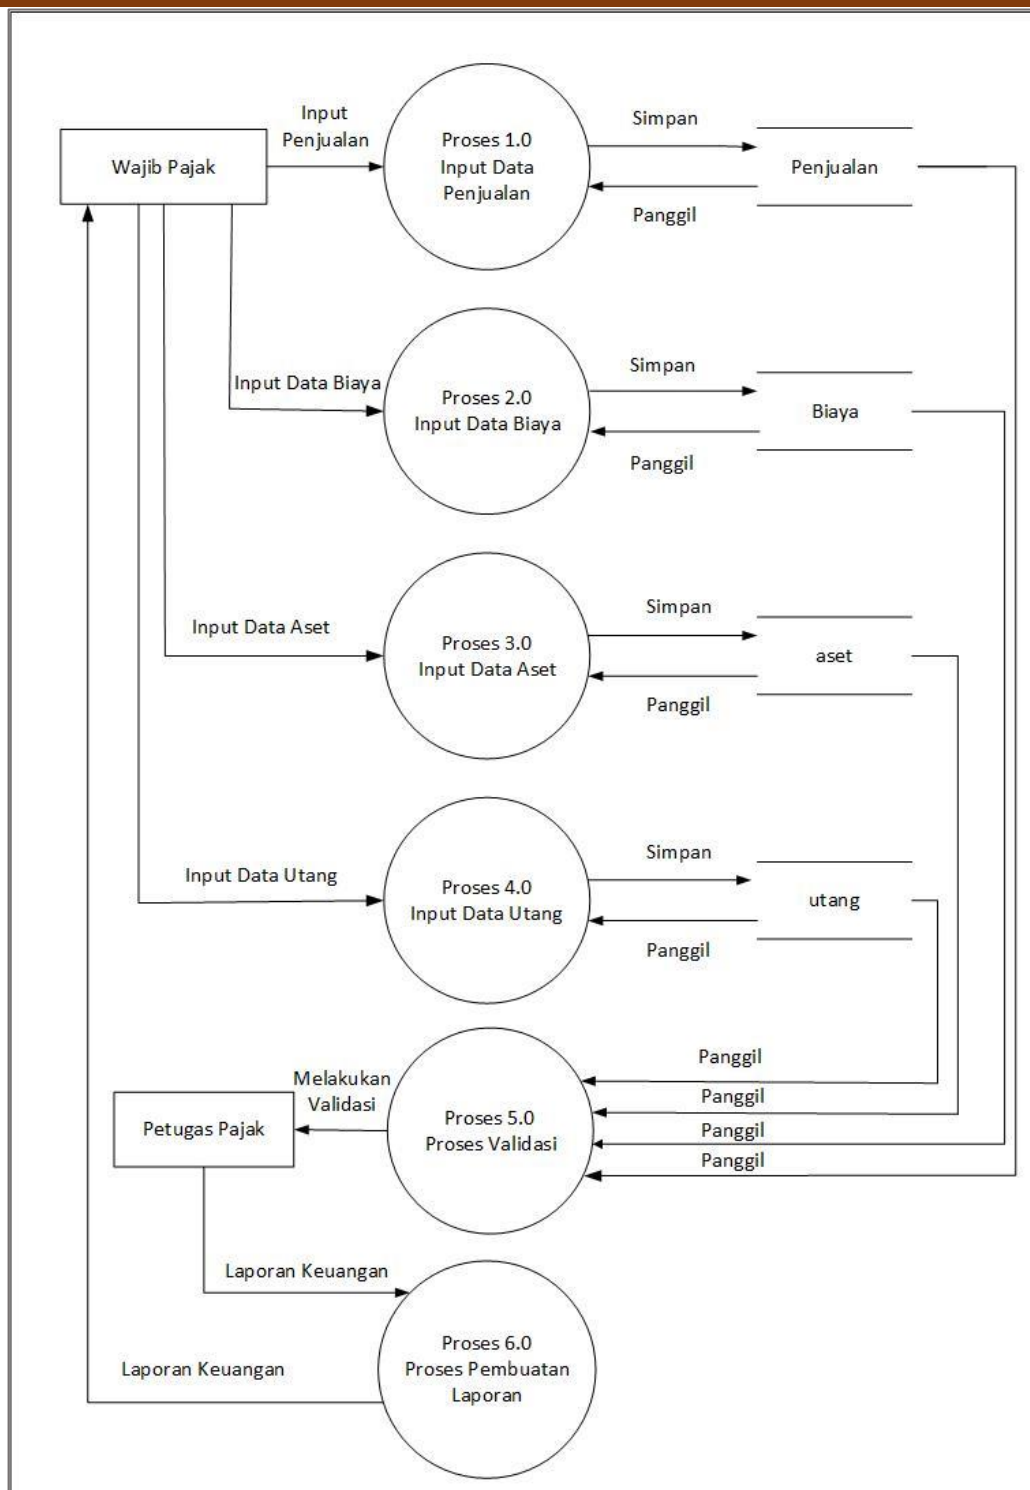 Input
Penjualan
Wajib Pajak
Proses 1.0
Input Data
Penjualan
Simpan
Penjualan
Panggil
Input Data Biaya
Proses 2.0
Input Data Biaya
Simpan
Biaya
Panggil
Input Data Aset
Proses 3.0
Input Data Aset
Simpan
aset
Panggil
Input Data Utang
Proses 4.0
Input Data Utang
Simpan
utang
Panggil
Melakukan
Validasi
Petugas Pajak
Proses 5.0
Proses Validasi
Panggil
Panggil
Panggil
Panggil
Laporan Keuangan
Laporan Keuangan
Proses 6.0
Proses Pembuatan
Laporan